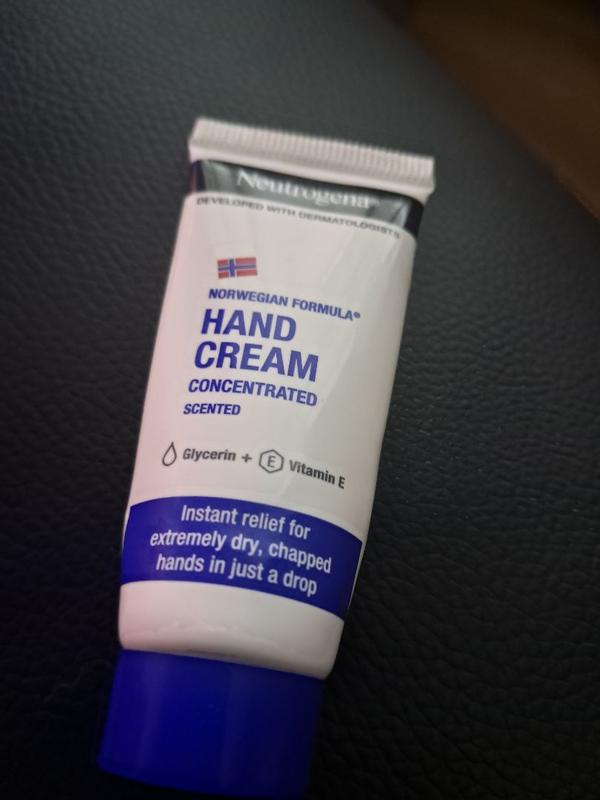 Neutrogena®
DEVELOPED WITH DERMATOLOGISTS
NORWEGIAN FORMULA®
HAND
CREAM
CONCENTRATED
SCENTED
Glycerin + E Vitamin E
Instant relief for
extremely dry, chapped
hands in just a drop